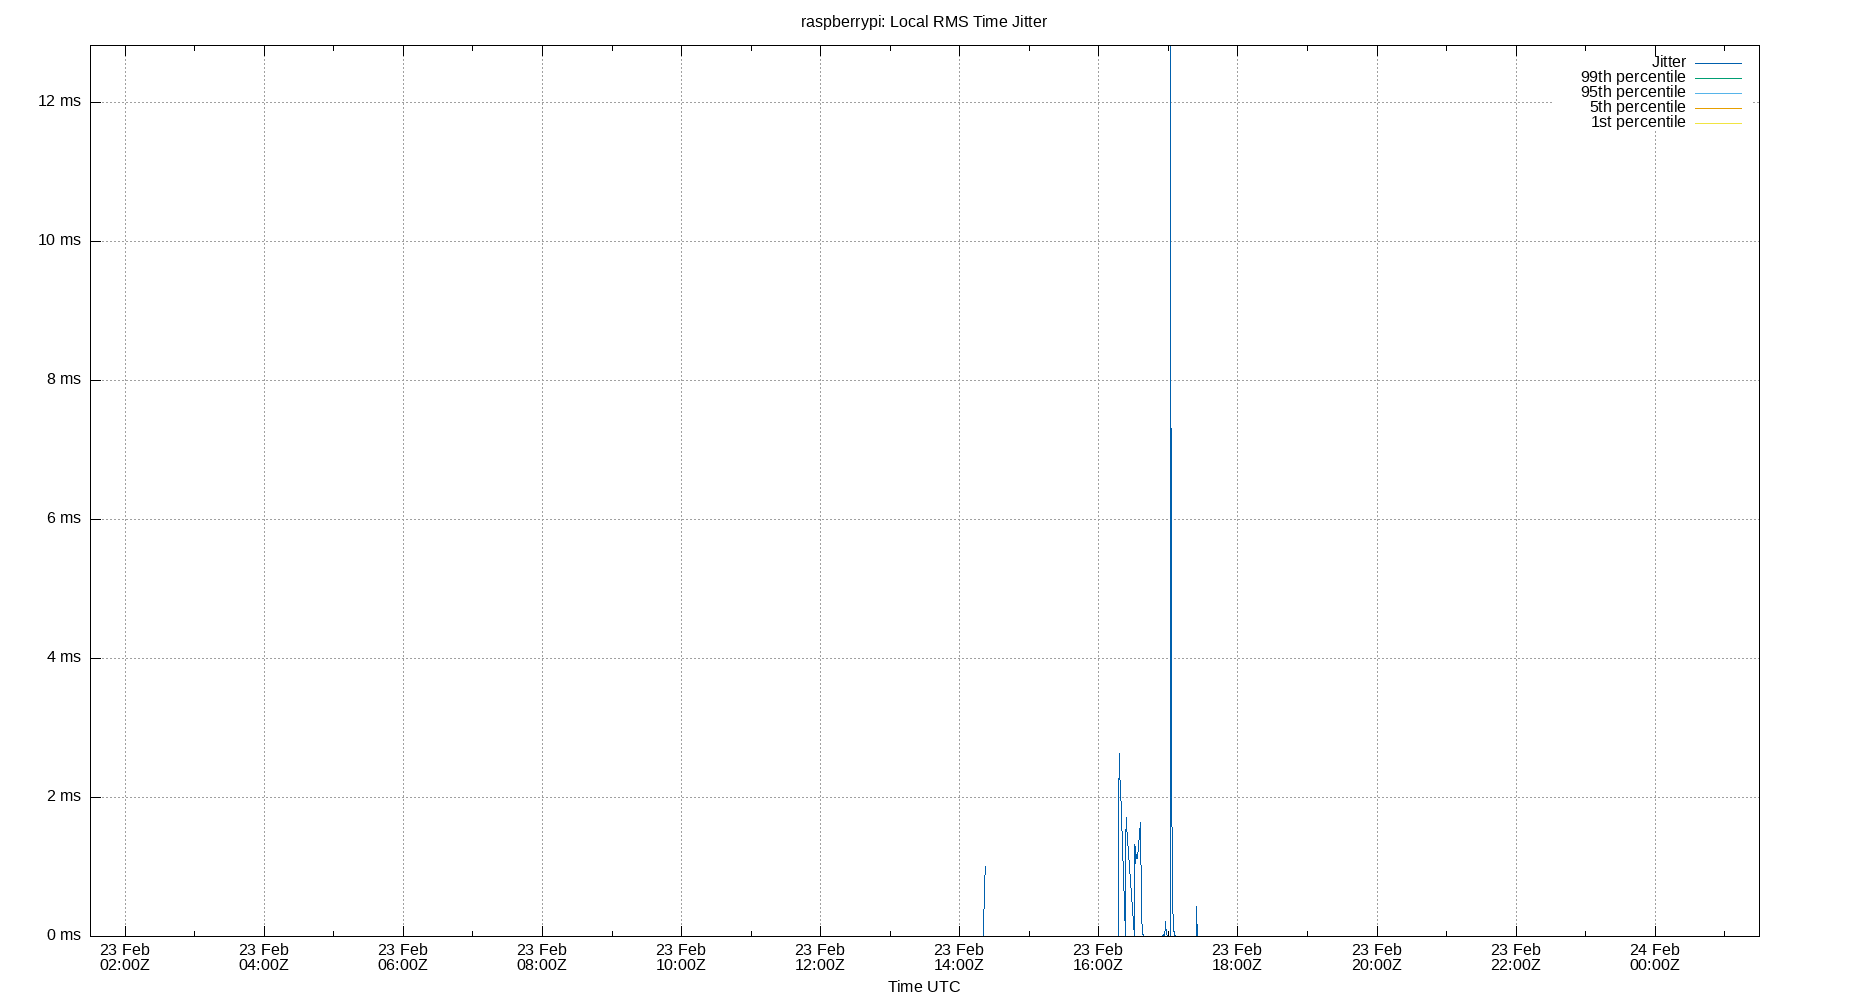 raspberrypi: Local RMS Time Jitter
Jitter
99th percentile
95th percentile
5th percentile
1st percentile
12 ms
10 ms
8 ms
6 ms
4 ms
2 ms
0 ms
23 Feb 23 Feb 23 Feb 23 Feb 23 Feb 23 Feb 23 Feb 23 Feb 23 Feb 23 Feb 23 Feb 24 Feb
02:00Z 04:00Z 06:00Z 08:00Z 10:00Z 12:00Z 14:00Z 16:00Z 18:00Z 20:00Z 22:00Z 00:00Z
Time UTC